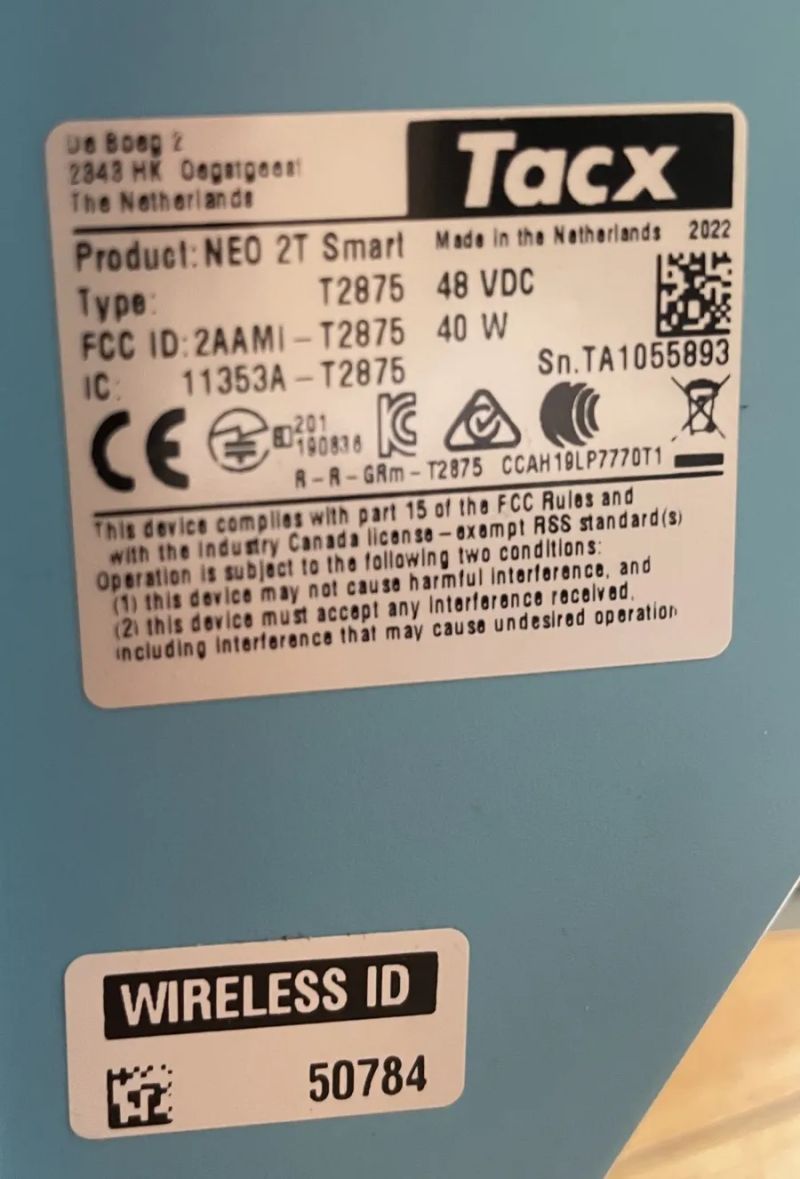 De Boeg 2
2343 HK Oegstgeest
The Netherlands
Tacx
Product: NEO 2T Smart
Made in the Netherlands 2022
Type: T2875 48 VDC
FCC ID: 2AAMI-T2875 40 W
IC: 11353A-T2875
Sn.TA1055893
CE
201
190836
R-R-GRm-T2875 CCAH19LP7770T1
This device complies with part 15 of the FCC Rules and
with the Industry Canada license-exempt RSS standard(s)
Operation is subject to the following two conditions:
(1) this device may not cause harmful interference, and
(2) this device must accept any interference received,
including interference that may cause undesired operation
WIRELESS ID
50784